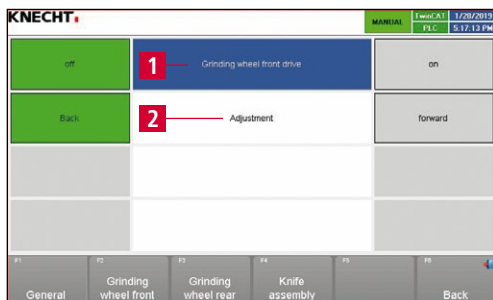 KNECHT
MANUAL
TwinCAT
PLC
1/28/2019
5:17:13 PM
off
1
Grinding wheel front drive
on
Back
2
Adjustment
forward
F1
General
F2
Grinding
wheel front
F3
Grinding
wheel rear
F4
Knife
assembly
F5
F6
Back